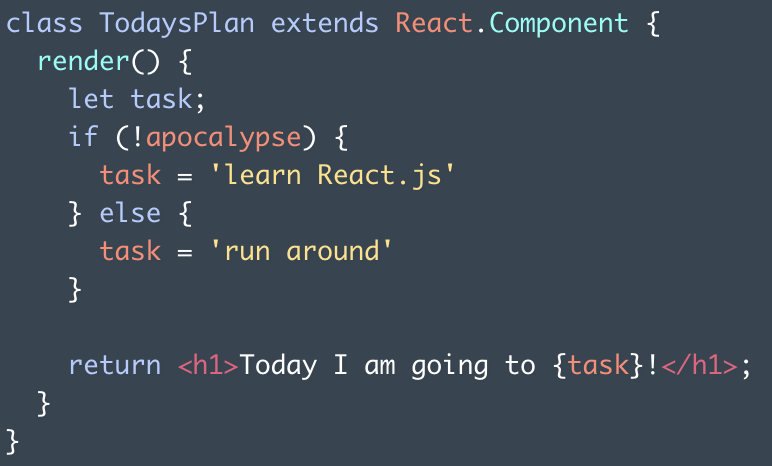 class TodaysPlan extends React.Component {
  render() {
    let task;
    if (!apocalypse) {
      task = 'learn React.js'
    } else {
      task = 'run around'
    }

    return <h1>Today I am going to {task}!</h1>;
  }
}